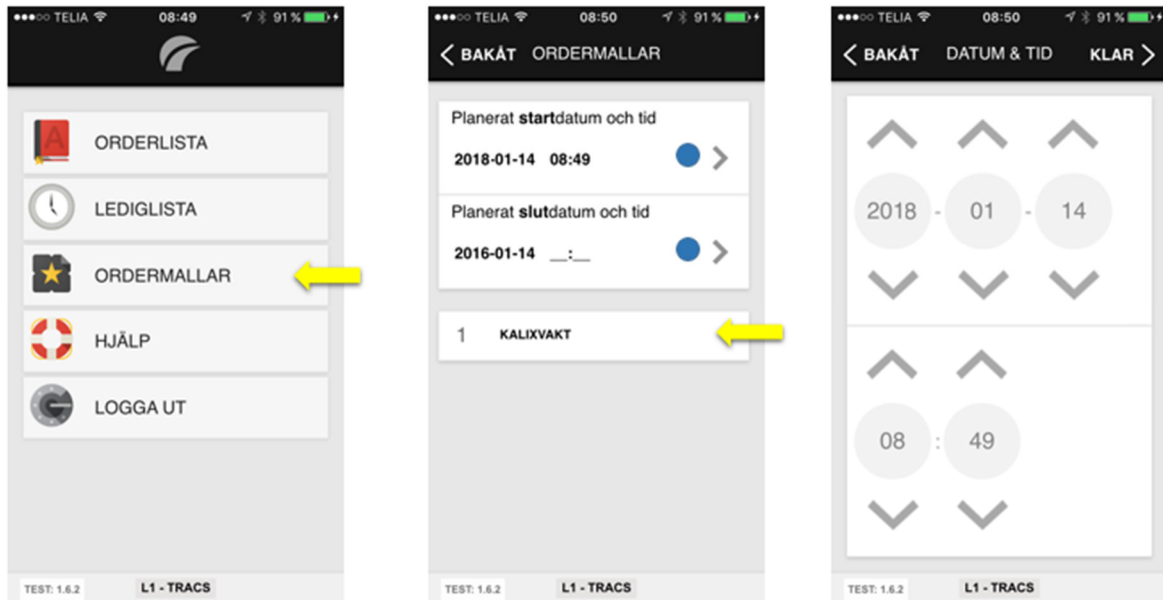 TELIA 08:49 91 %
ORDERLISTA
LEDIGLISTA
ORDERMALLAR
HJÄLP
LOGGA UT
TEST: 1.6.2 L1 - TRACS
TELIA 08:50 91 %
BAKÅT ORDERMALLAR
Planerat startdatum och tid
2018-01-14 08:49
Planerat slutdatum och tid
2016-01-14 __:__
1 KALIXVAKT
TEST: 1.6.2 L1 - TRACS
TELIA 08:50 91 %
BAKÅT DATUM & TID KLAR
2018 - 01 - 14
08 : 49
TEST: 1.6.2 L1 - TRACS